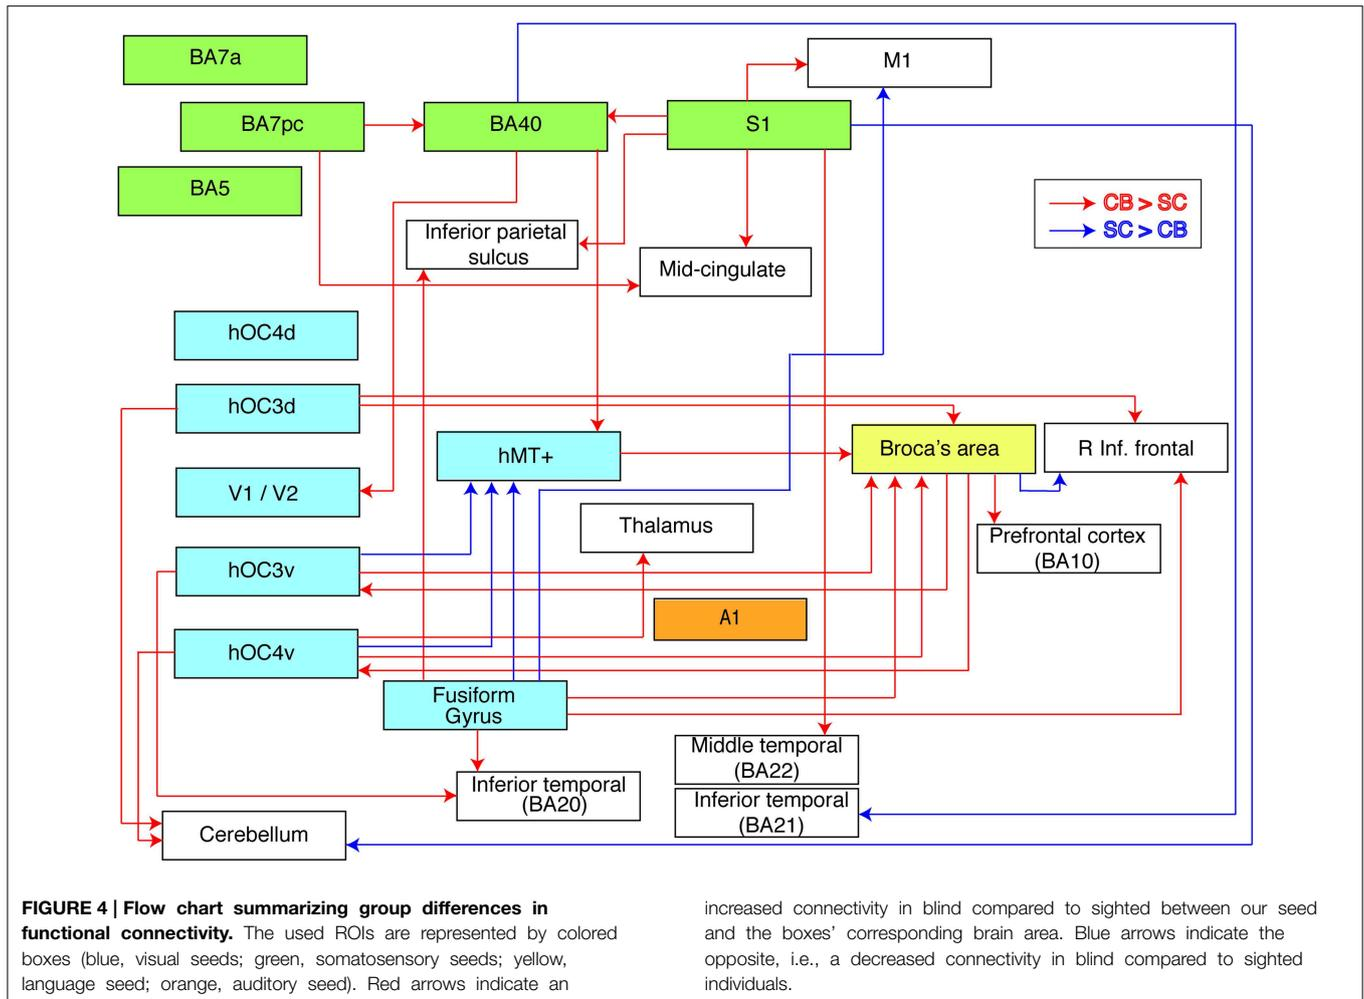 BA7a
M1
BA7pc
BA40
S1
BA5
CB > SC
SC > CB
Inferior parietal
sulcus
Mid-cingulate
hOC4d
hOC3d
hMT+
Broca's area
R Inf. frontal
V1 / V2
Thalamus
Prefrontal cortex
(BA10)
hOC3v
A1
hOC4v
Fusiform
Gyrus
Middle temporal
(BA22)
Inferior temporal
(BA20)
Inferior temporal
(BA21)
Cerebellum
FIGURE 4 | Flow chart summarizing group differences in
functional connectivity. The used ROIs are represented by colored
boxes (blue, visual seeds; green, somatosensory seeds; yellow,
language seed; orange, auditory seed). Red arrows indicate an
increased connectivity in blind compared to sighted between our seed
and the boxes' corresponding brain area. Blue arrows indicate the
opposite, i.e., a decreased connectivity in blind compared to sighted
individuals.